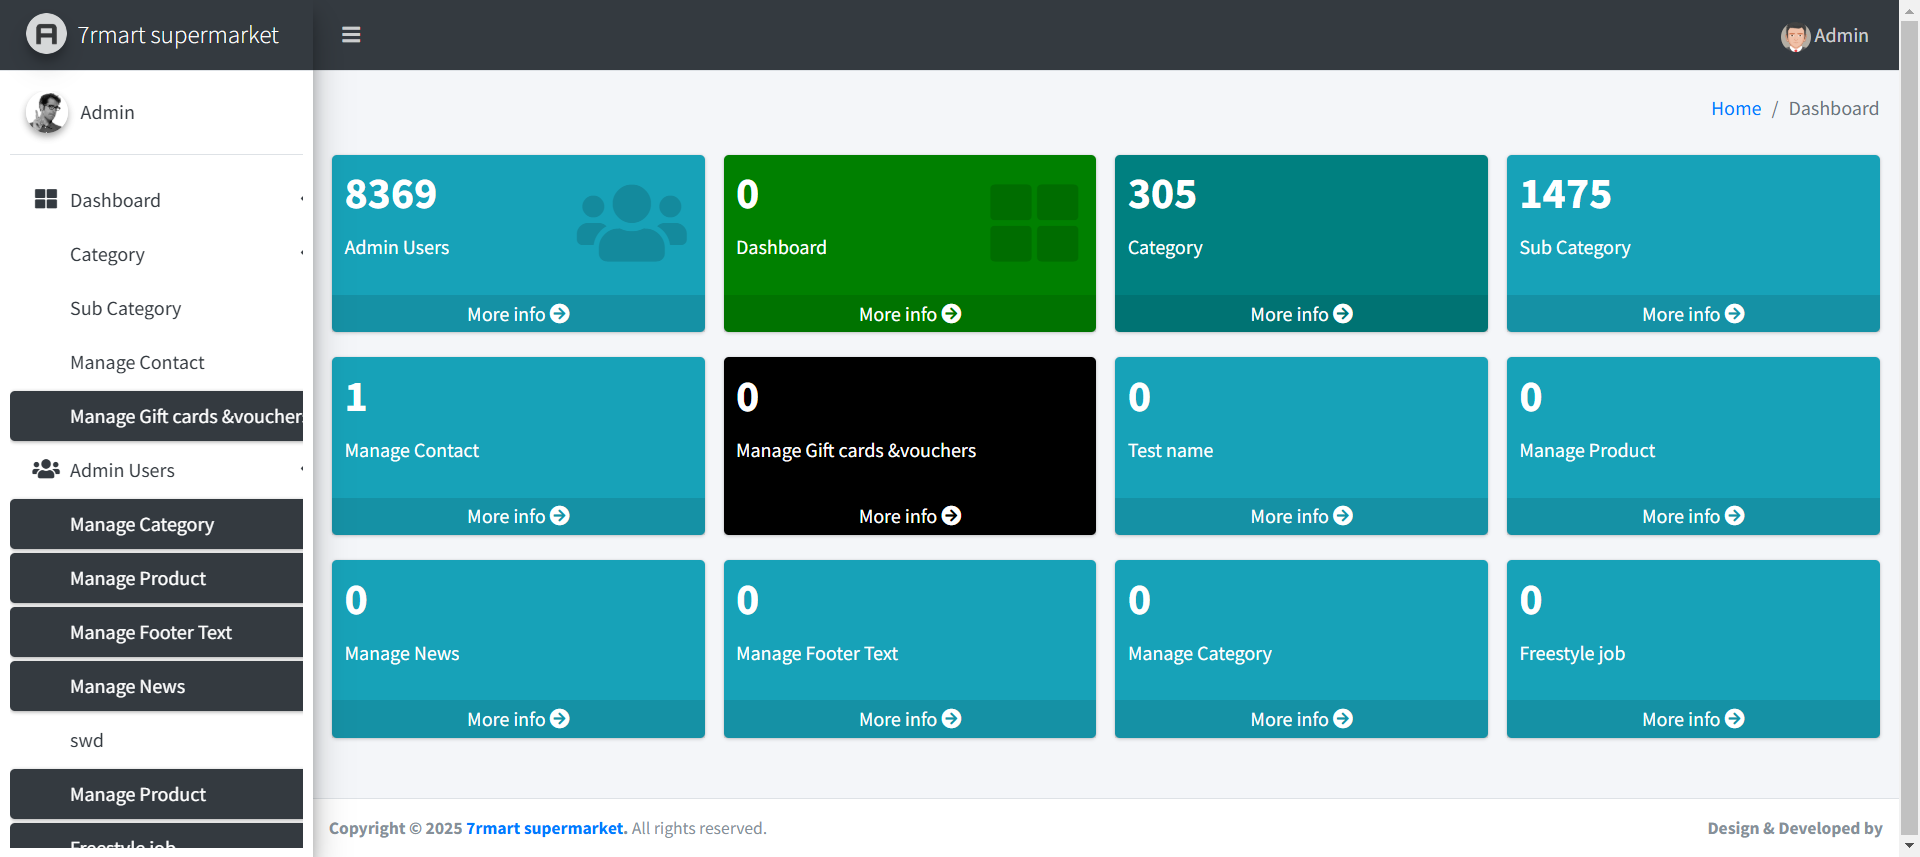 7rmart supermarket
Admin
Admin
Home / Dashboard
Dashboard
Category
Sub Category
Manage Contact
Manage Gift cards &voucher
Admin Users
Manage Category
Manage Product
Manage Footer Text
Manage News
swd
Manage Product
Freestyle job
8369
Admin Users
More info
0
Dashboard
More info
305
Category
More info
1475
Sub Category
More info
1
Manage Contact
More info
0
Manage Gift cards &vouchers
More info
0
Test name
More info
0
Manage Product
More info
0
Manage News
More info
0
Manage Footer Text
More info
0
Manage Category
More info
0
Freestyle job
More info
Copyright © 2025 7rmart supermarket. All rights reserved.
Design & Developed by